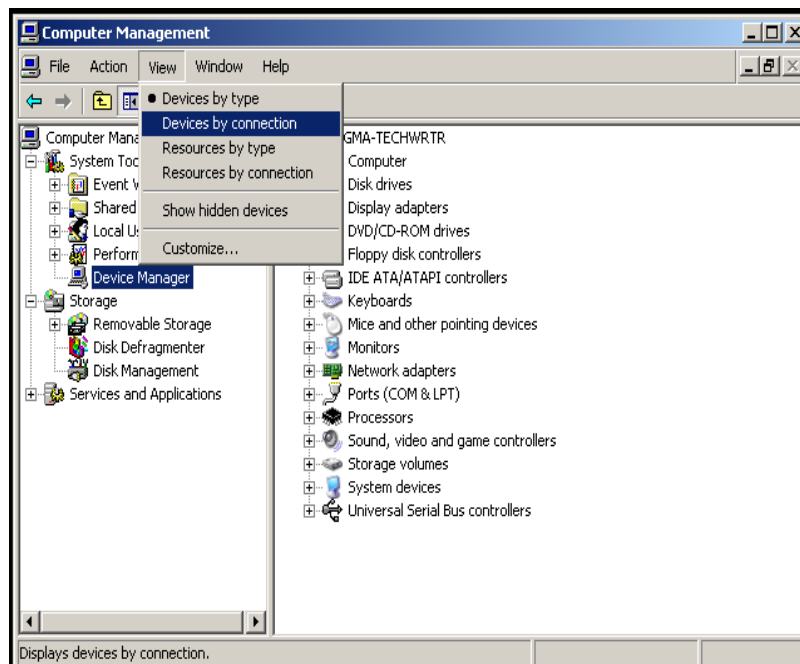 Computer Management
File Action View Window Help
Devices by type
Devices by connection
Resources by type
Resources by connection
Show hidden devices
Customize...
Computer Mana
System Too
Event V
Shared
Local Us
Perform
Device Manager
Storage
Removable Storage
Disk Defragmenter
Disk Management
Services and Applications
GMA-TECHWRTR
Computer
Disk drives
Display adapters
DVD/CD-ROM drives
Floppy disk controllers
IDE ATA/ATAPI controllers
Keyboards
Mice and other pointing devices
Monitors
Network adapters
Ports (COM & LPT)
Processors
Sound, video and game controllers
Storage volumes
System devices
Universal Serial Bus controllers
Displays devices by connection.